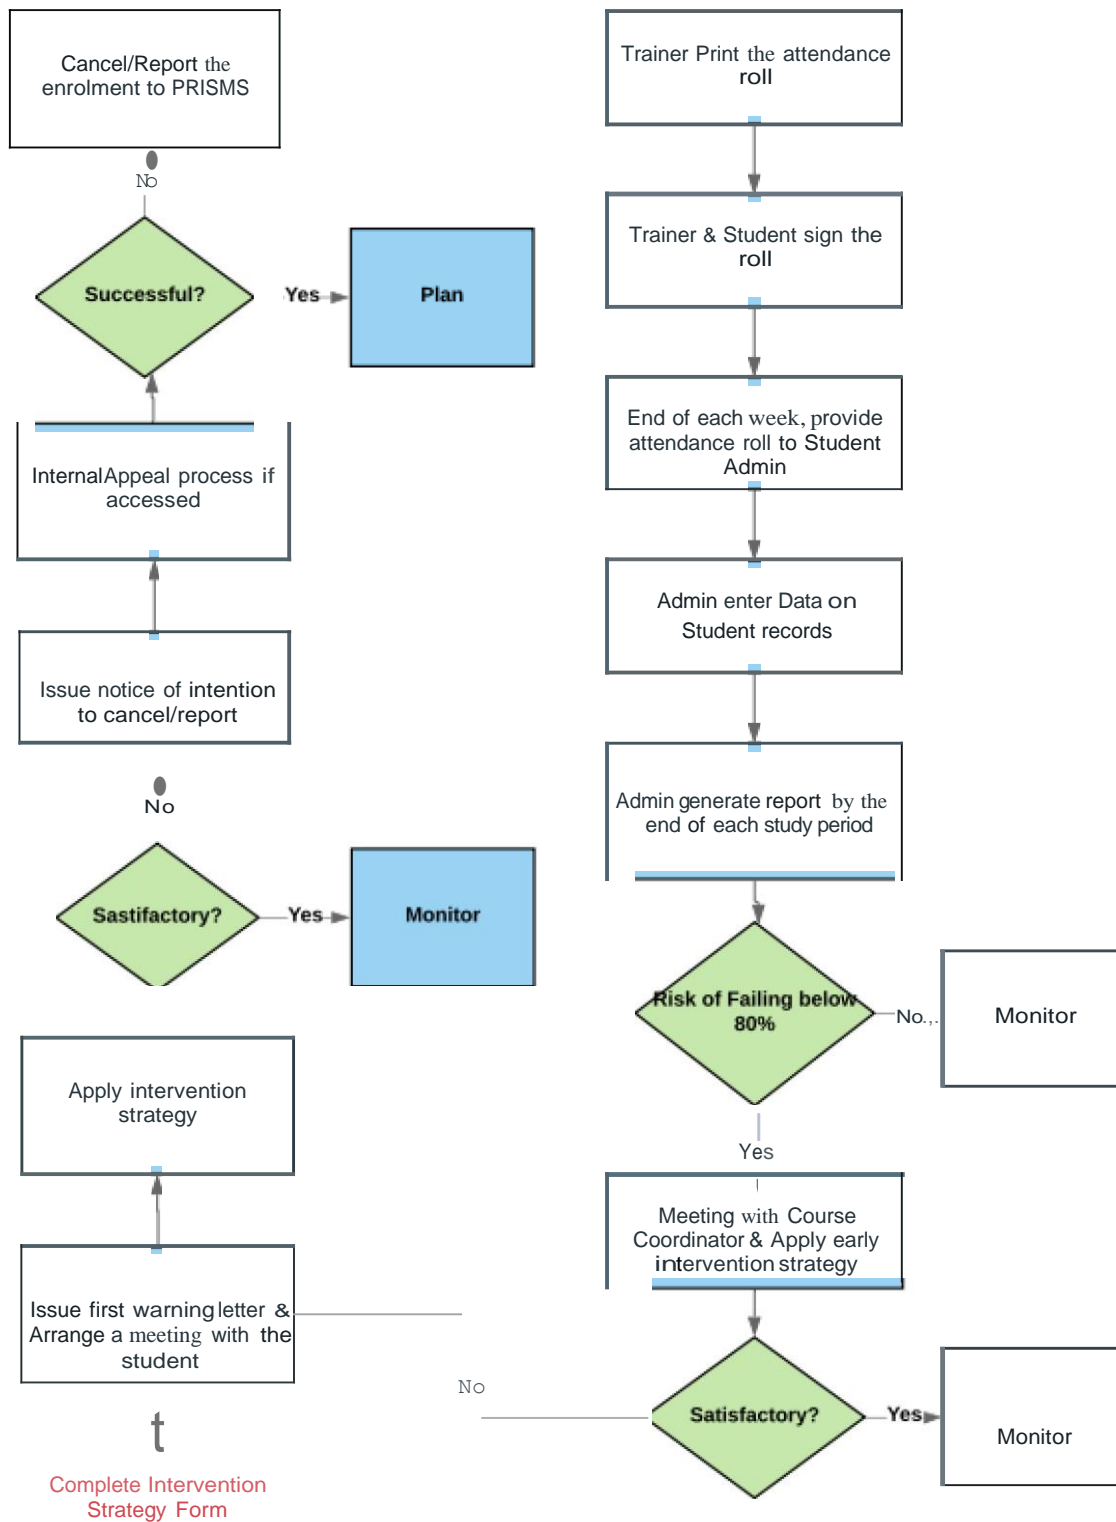 Cancel/Report the
enrolment to PRISMS
No
Successful?
Yes
Plan
Internal Appeal process if
accessed
Issue notice of intention
to cancel/report
No
Sastifactory?
Yes
Monitor
Apply intervention
strategy
Issue first warning letter &
Arrange a meeting with the
student
t
Complete Intervention
Strategy Form
Trainer Print the attendance
roll
Trainer & Student sign the
roll
End of each week, provide
attendance roll to Student
Admin
Admin enter Data on
Student records
Admin generate report by the
end of each study period
Risk of Failing below
80%
No.,.
Monitor
Yes
Meeting with Course
Coordinator & Apply early
intervention strategy
No
Satisfactory?
Yes
Monitor